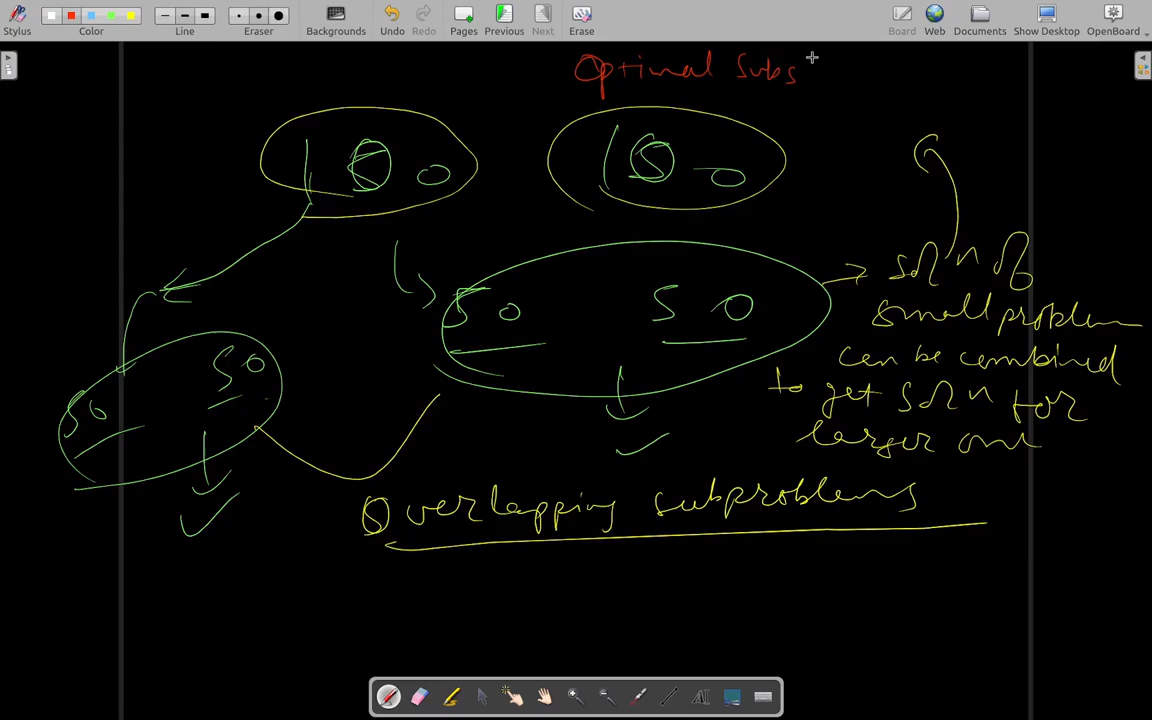 Stylus Color Line Eraser Backgrounds Undo Redo Pages Previous Next Erase Board Web Documents Show Desktop OpenBoard
Optimal Subs
100
100
soln of
small problem
can be combined
to get soln for
larger one
50 50
50 50
Overlapping subproblems